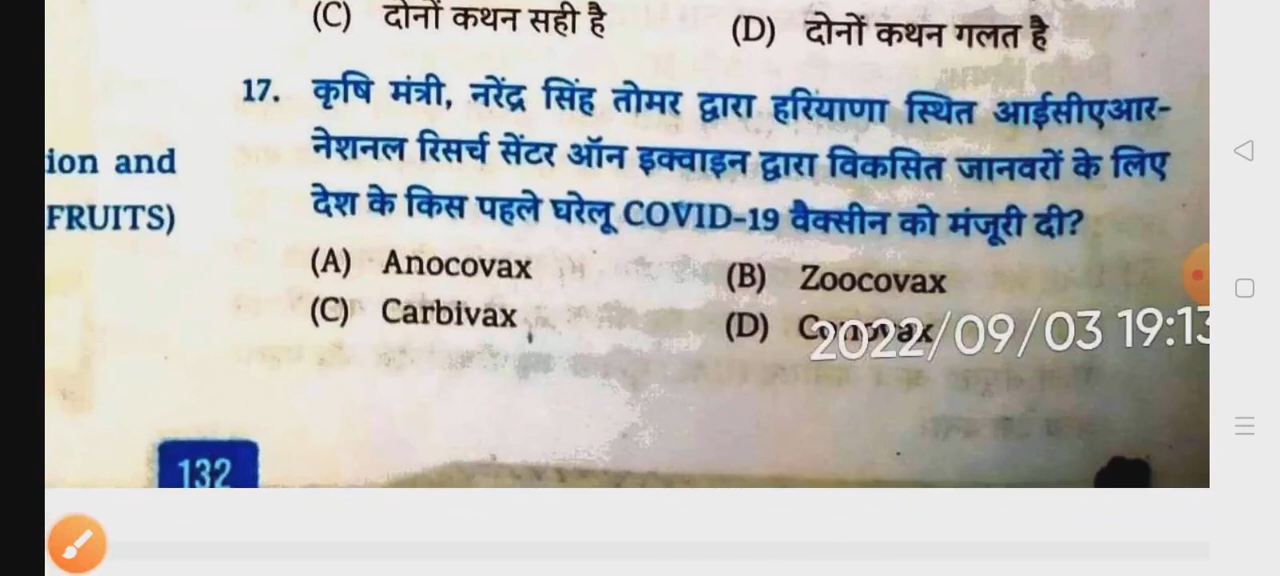 (C) दोनों कथन सही है (D) दोनों कथन गलत है
17. कृषि मंत्री, नरेंद्र सिंह तोमर द्वारा हरियाणा स्थित आईसीएआर-
ion and
नेशनल रिसर्च सेंटर ऑन इक्वाइन द्वारा विकसित जानवरों के लिए
FRUITS)
देश के किस पहले घरेलू COVID-19 वैक्सीन को मंजूरी दी?
(A) Anocovax (B) Zoocovax
(C) Carbivax (D)
2022/09/03 19:13
132